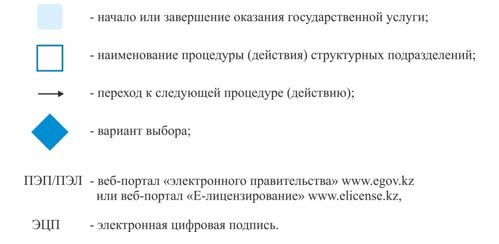 - начало или завершение оказания государственной услуги;
- наименование процедуры (действия) структурных подразделений;
- переход к следующей процедуре (действию);
- вариант выбора;
ПЭП/ПЭЛ - веб-портал «электронного правительства» www.egov.kz
или веб-портал «Е-лицензирование» www.elicense.kz,
ЭЦП - электронная цифровая подпись.